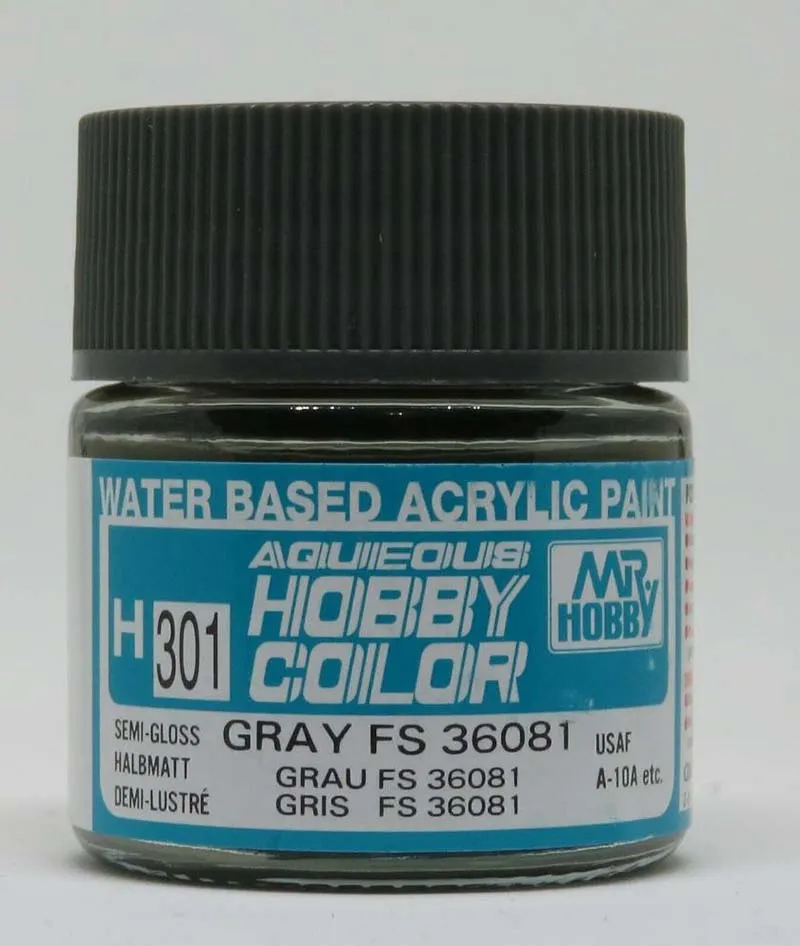 WATER BASED ACRYLIC PAINT
AQUEOUS
HOBBY
COLOR
H 301
MR HOBBY
SEMI-GLOSS
HALBMATT
DEMI-LUSTRÉ
GRAY FS 36081
GRAU FS 36081
GRIS FS 36081
USAF
A-10A etc.